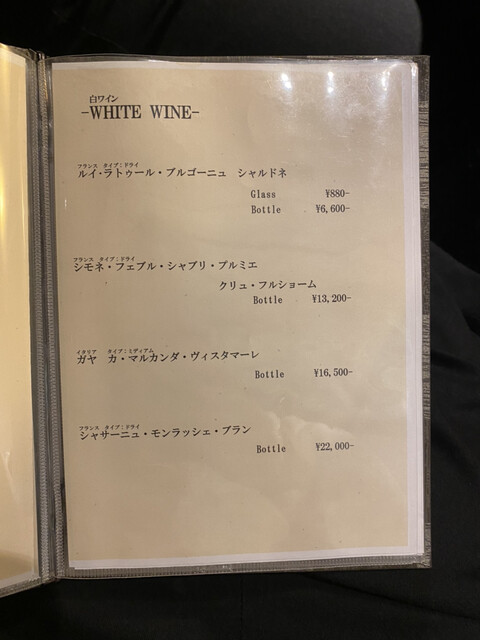 白ワイン
-WHITE WINE-
フランス タイプ：ドライ
ルイ・ラトゥール・ブルゴーニュ シャルドネ
Glass ¥880-
Bottle ¥6,600-
フランス タイプ：ドライ
シモネ・フェブル・シャブリ・プルミエ
クリュ・フルショーム
Bottle ¥13,200-
イタリア タイプ：ミディアム
ガヤ カ・マルカンダ・ヴィスタマーレ
Bottle ¥16,500-
フランス タイプ：ドライ
シャサーニュ・モンラッシェ・ブラン
Bottle ¥22,000-